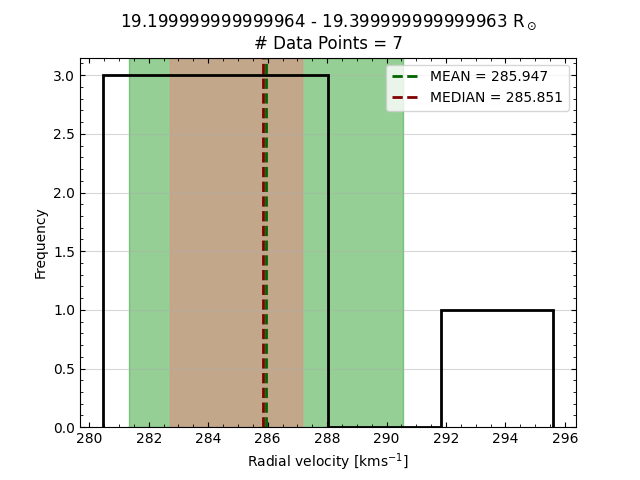 19.199999999999964 - 19.399999999999963 R⊙
# Data Points = 7
MEAN = 285.947
MEDIAN = 285.851
Frequency
3.0
2.5
2.0
1.5
1.0
0.5
0.0
280 282 284 286 288 290 292 294 296
Radial velocity [kms⁻¹]